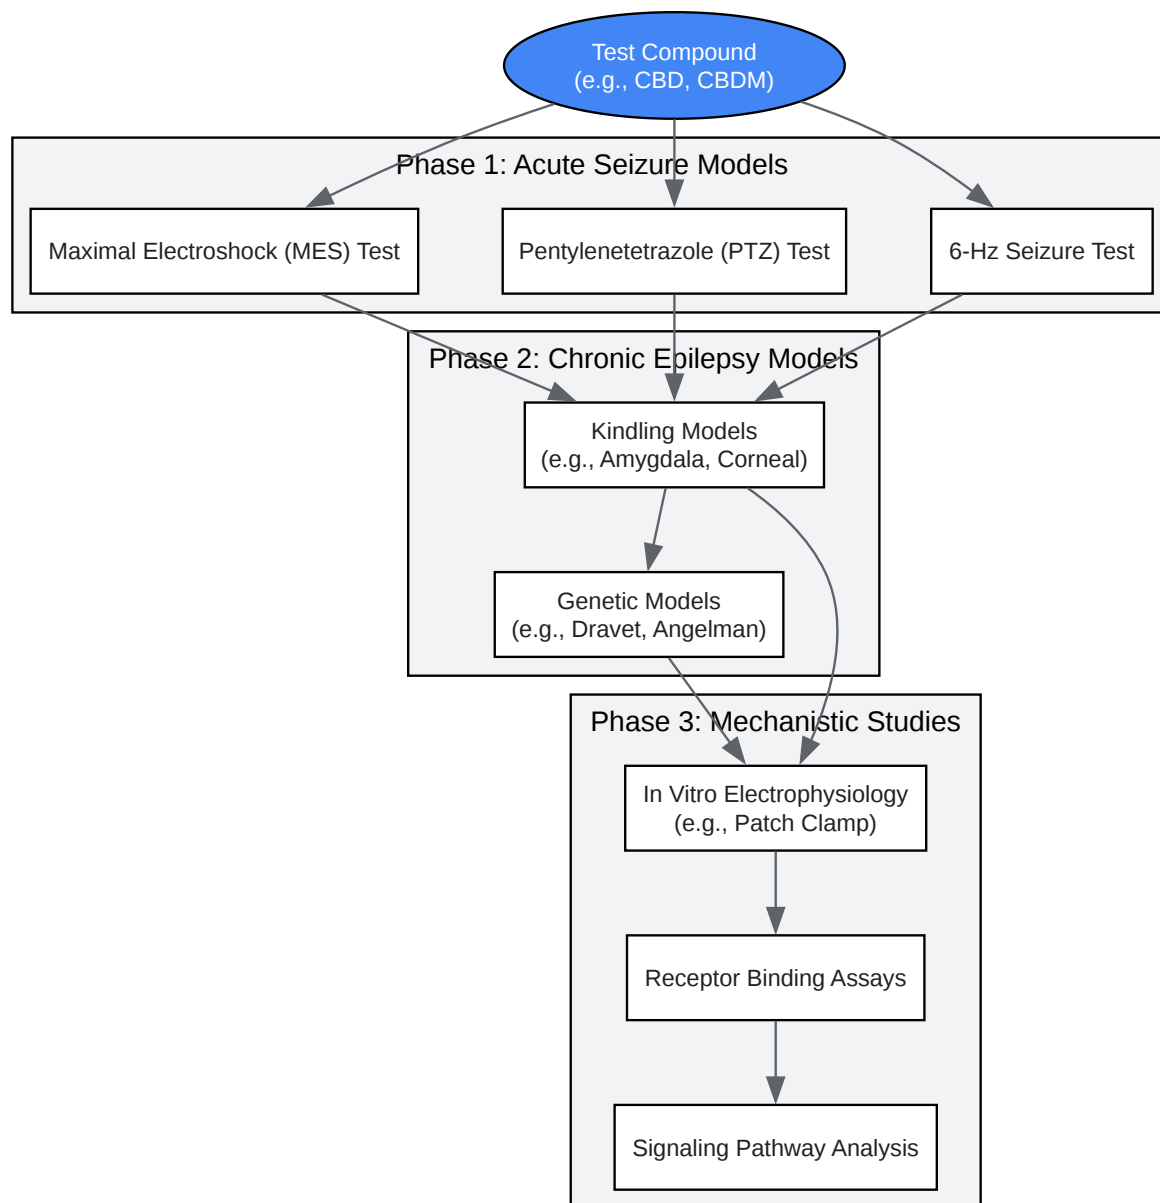 Test Compound
(e.g., CBD, CBDM)
Phase 1: Acute Seizure Models
Maximal Electroshock (MES) Test
Pentylenetetrazole (PTZ) Test
6-Hz Seizure Test
Phase 2: Chronic Epilepsy Models
Kindling Models
(e.g., Amygdala, Corneal)
Genetic Models
(e.g., Dravet, Angelman)
Phase 3: Mechanistic Studies
In Vitro Electrophysiology
(e.g., Patch Clamp)
Receptor Binding Assays
Signaling Pathway Analysis